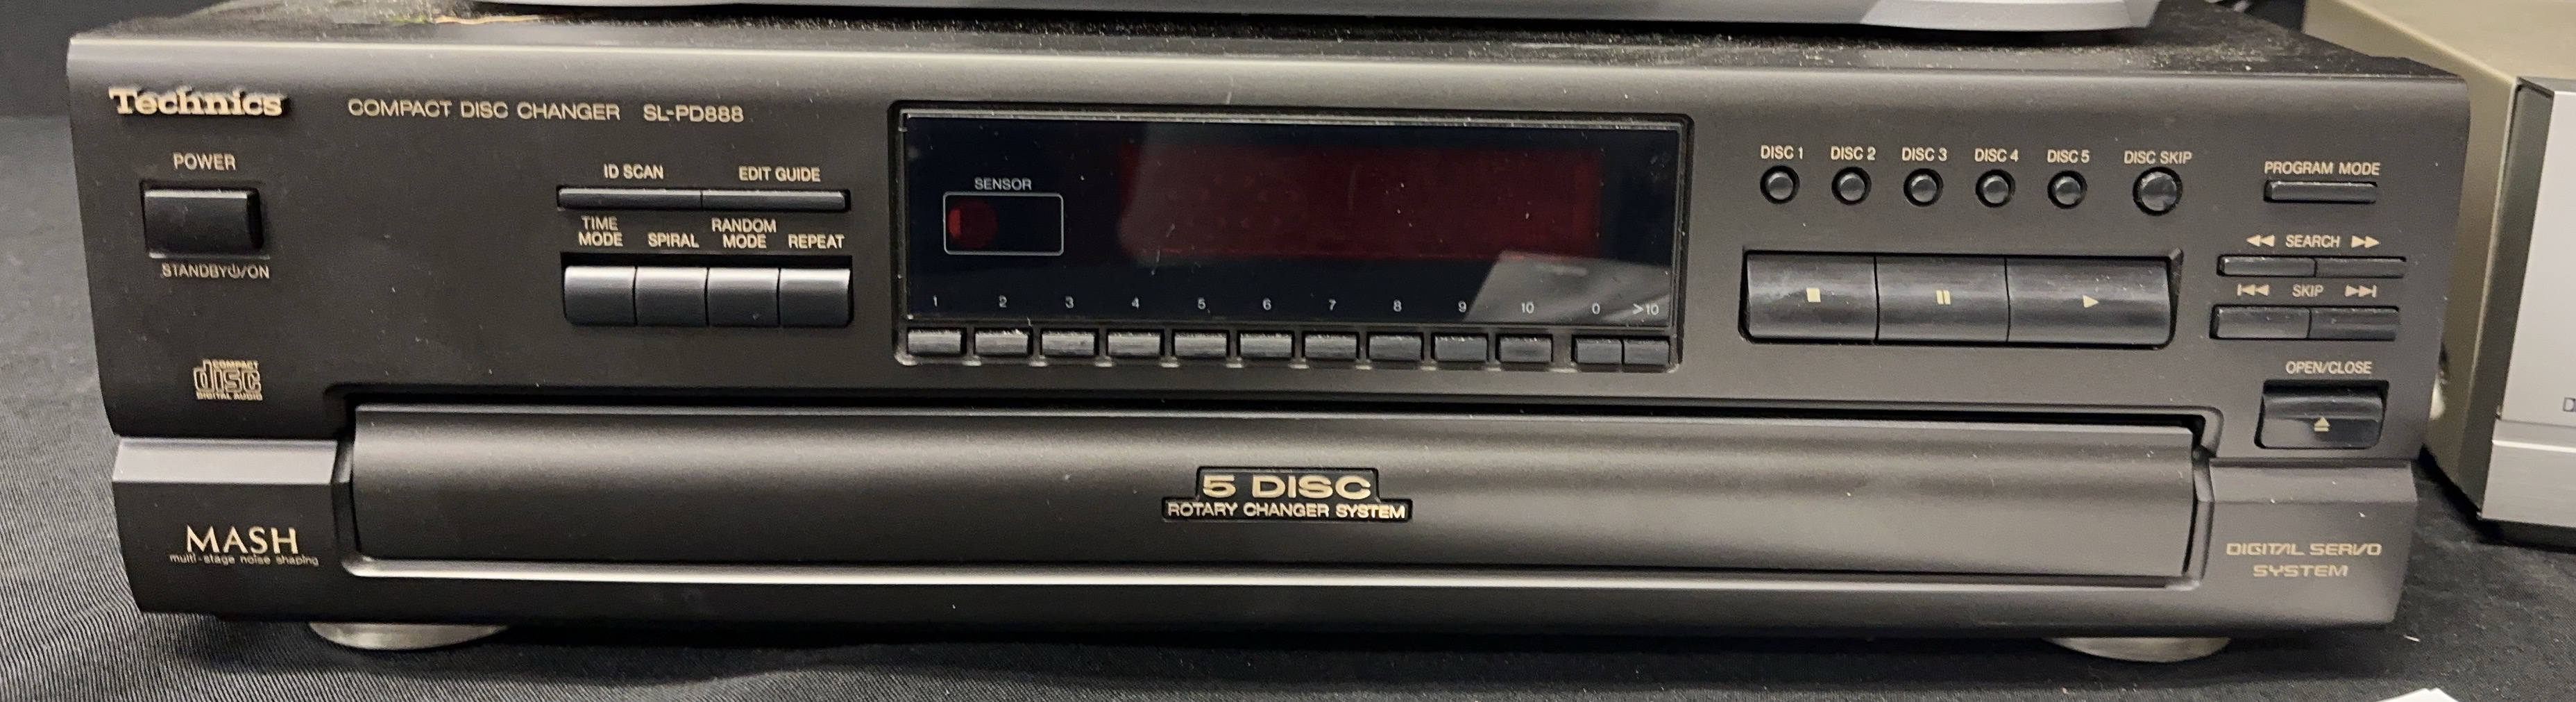 Technics
COMPACT DISC CHANGER SL-PD888
POWER
STANDBY⏻/ON
ID SCAN EDIT GUIDE
TIME MODE SPIRAL RANDOM MODE REPEAT
SENSOR
1 2 3 4 5 6 7 8 9 10 0 >10
DISC 1 DISC 2 DISC 3 DISC 4 DISC 5 DISC SKIP
PROGRAM MODE
◀◀ SEARCH ▶▶
|◀◀ SKIP ▶▶|
OPEN/CLOSE
COMPACT
disc
DIGITAL AUDIO
5 DISC
ROTARY CHANGER SYSTEM
MASH
multi-stage noise shaping
DIGITAL SERVO
SYSTEM